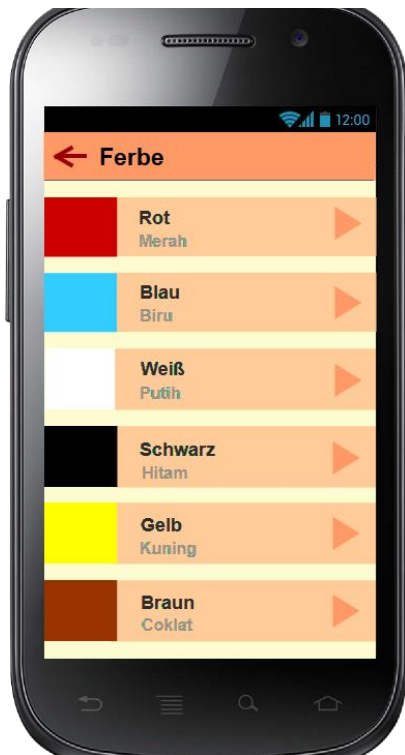 12:00
Ferbe
Rot
Merah
Blau
Biru
Weiß
Putih
Schwarz
Hitam
Gelb
Kuning
Braun
Coklat